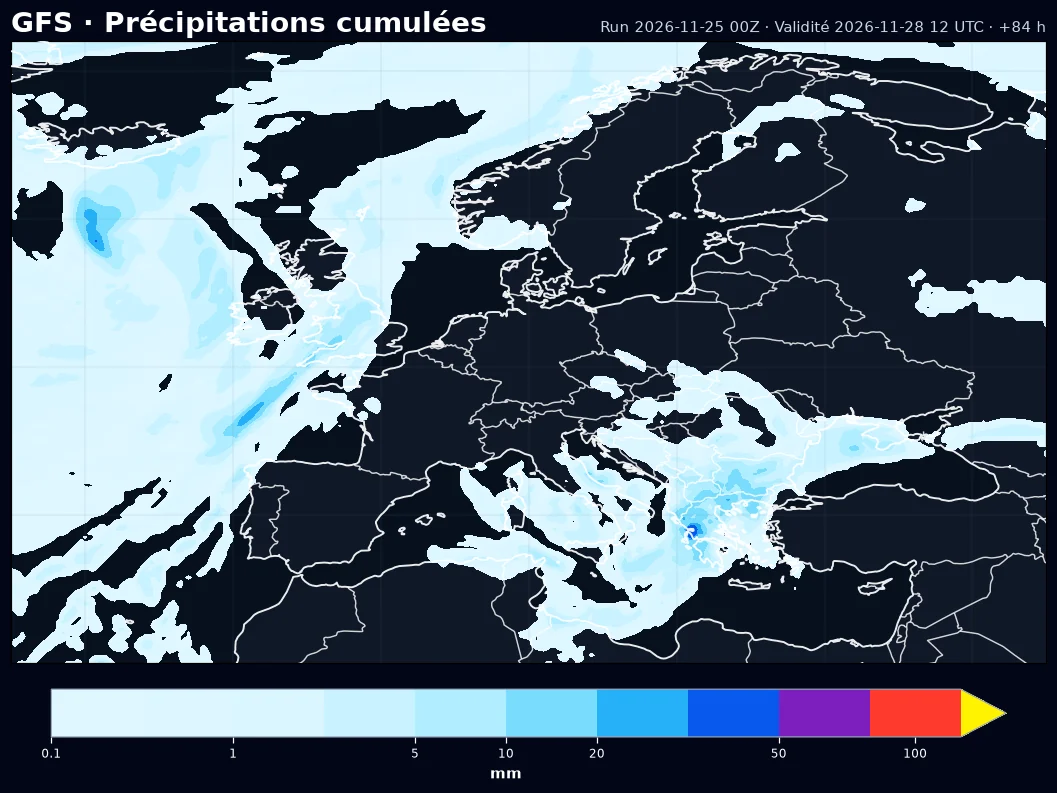 GFS · Précipitations cumulées
Run 2026-11-25 00Z · Validité 2026-11-28 12 UTC · +84 h
0.1 1 5 10 20 50 100
mm